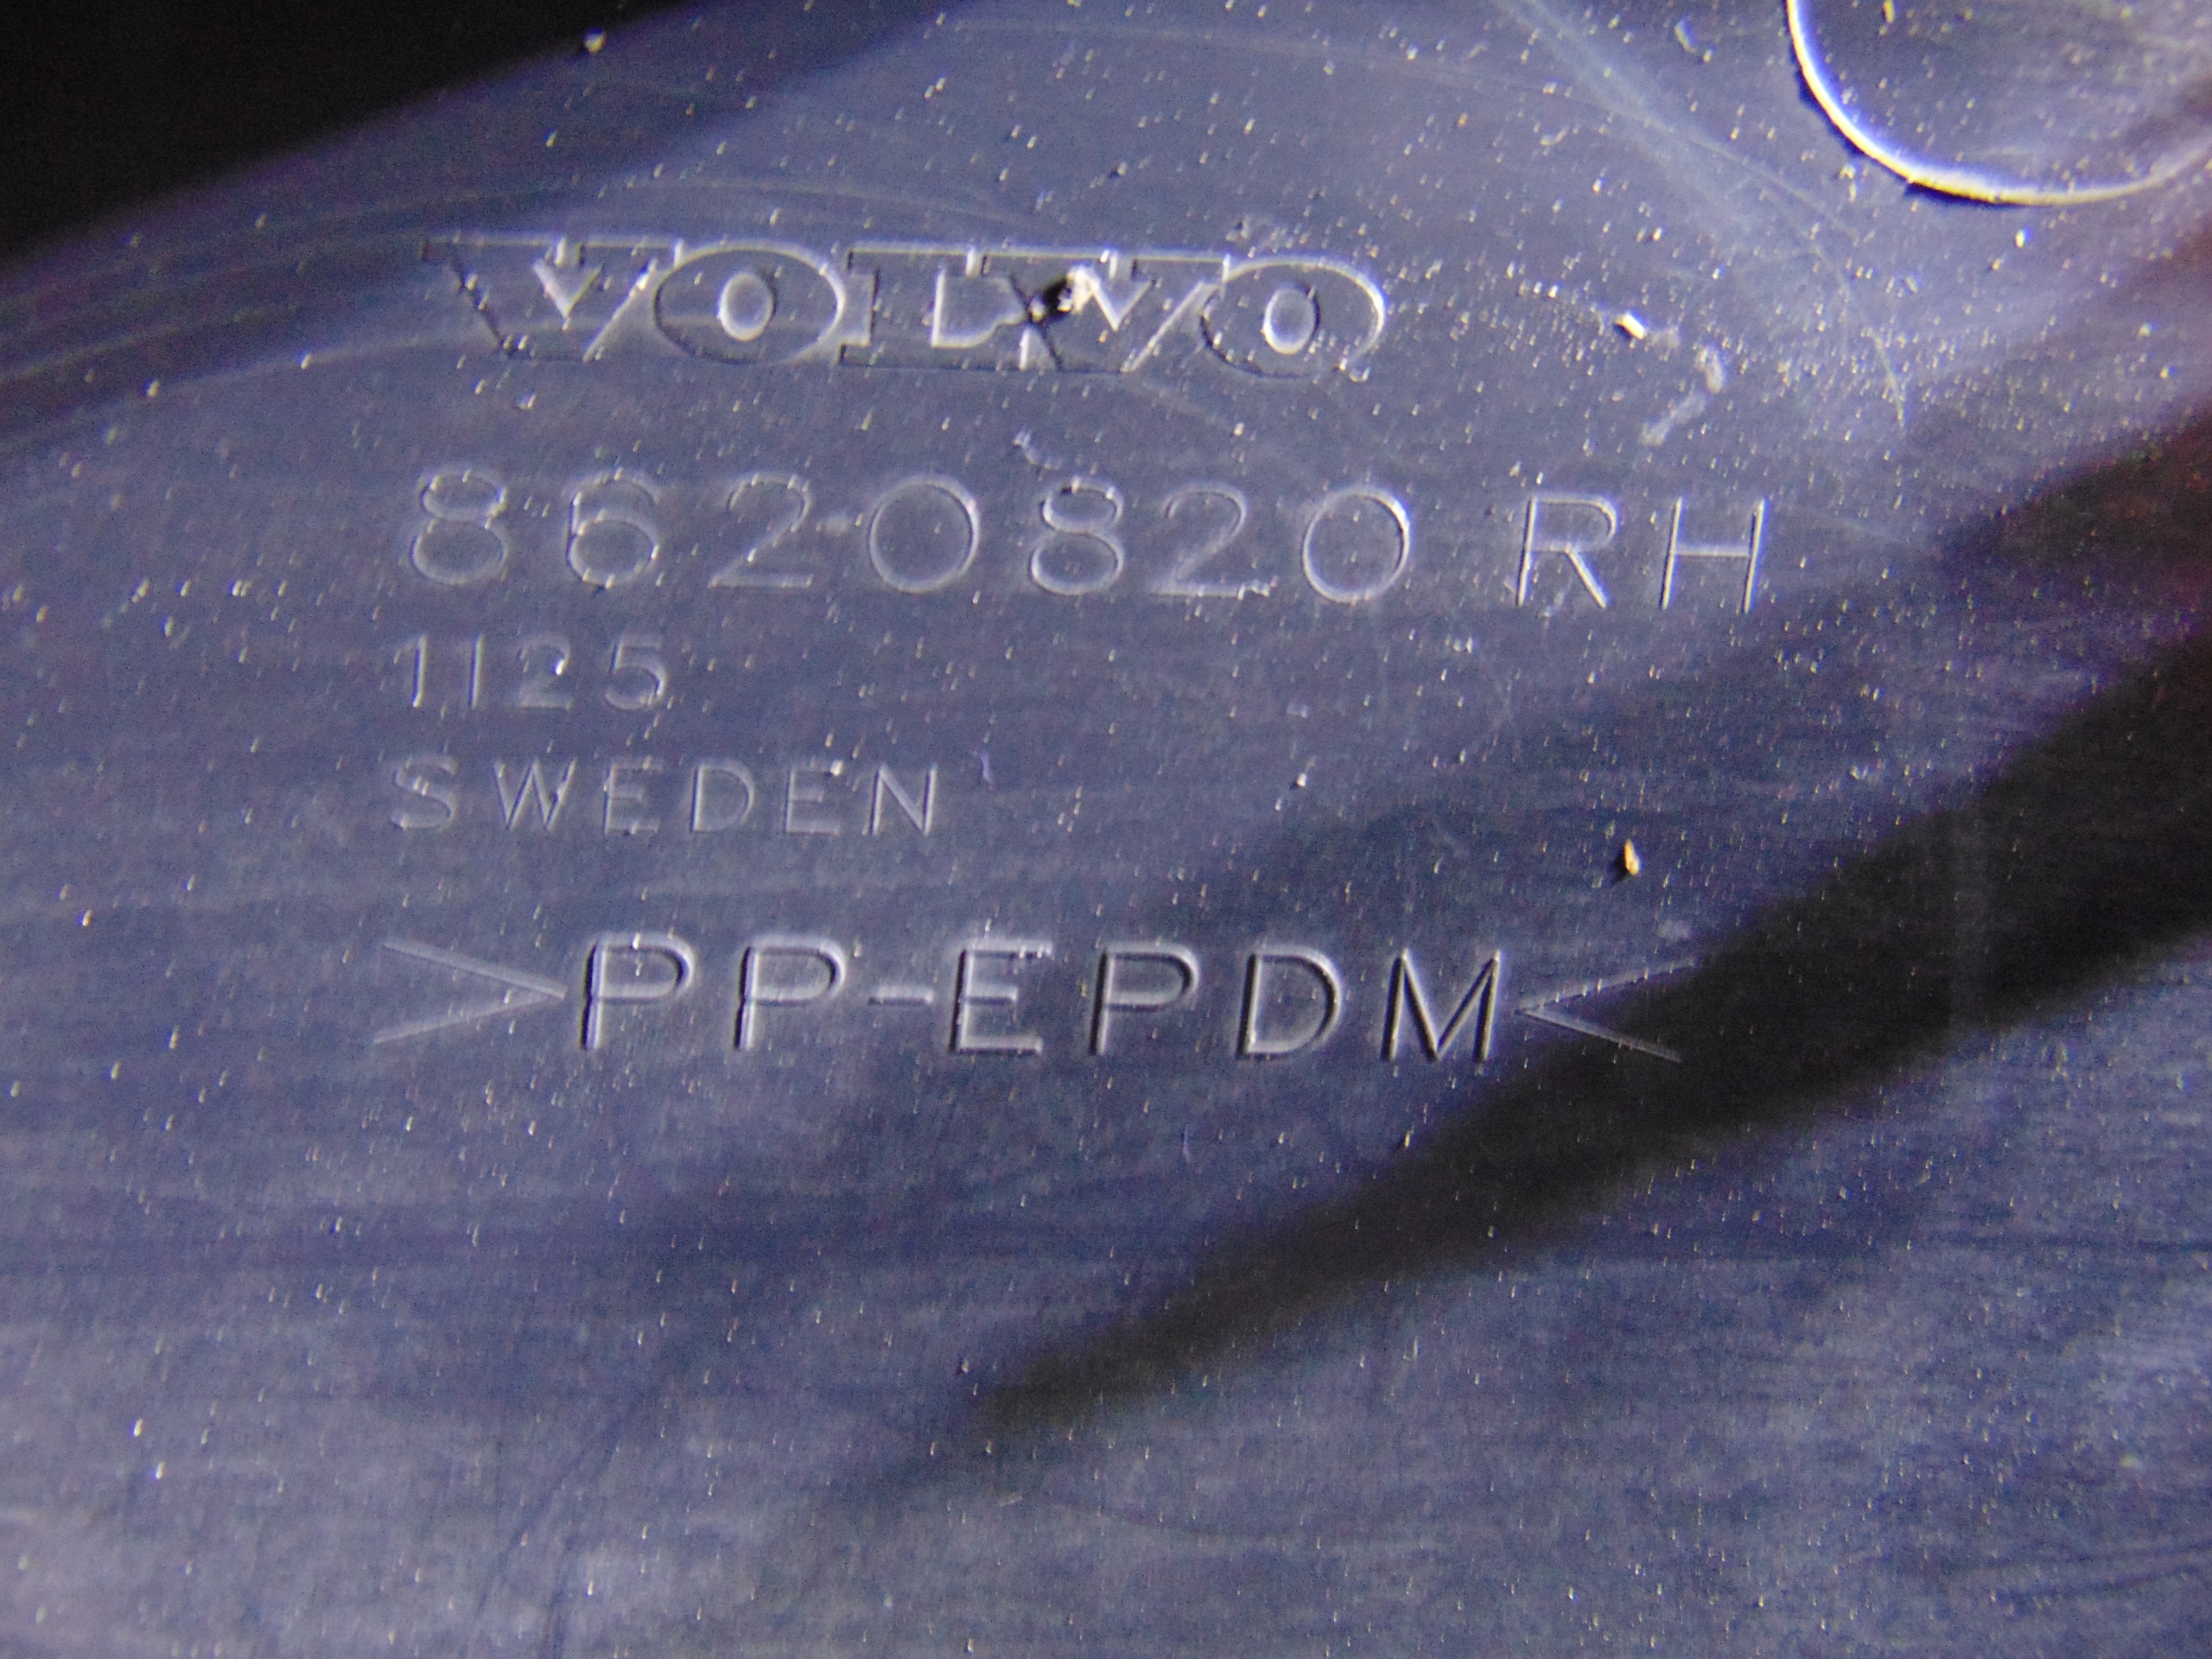 VOLVO
8620820 RH
1125
SWEDEN
>PP-EPDM<